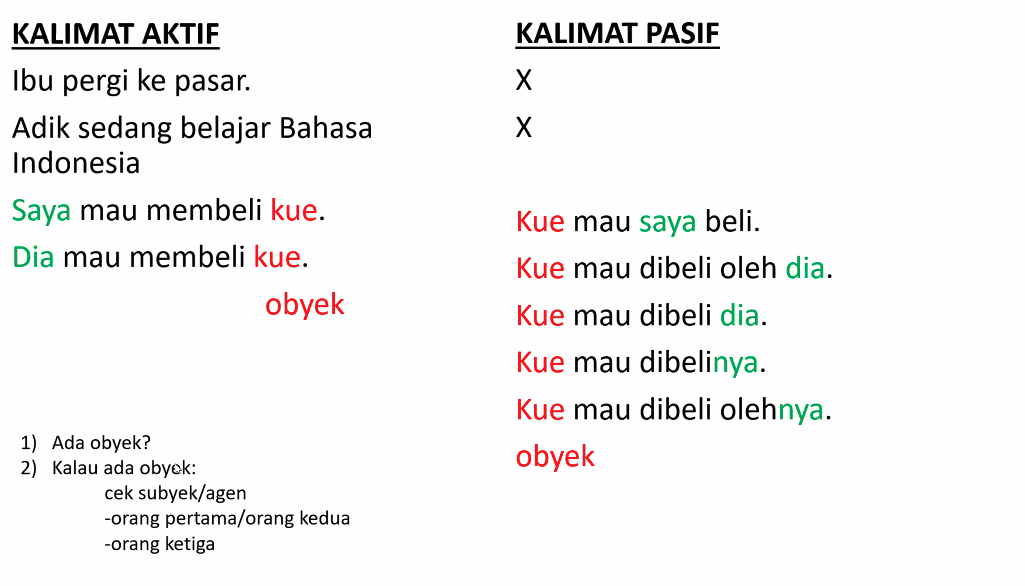 KALIMAT AKTIF
Ibu pergi ke pasar.
Adik sedang belajar Bahasa
Indonesia
Saya mau membeli kue.
Dia mau membeli kue.
obyek
1) Ada obyek?
2) Kalau ada obyek:
cek subyek/agen
-orang pertama/orang kedua
-orang ketiga
KALIMAT PASIF
X
X
Kue mau saya beli.
Kue mau dibeli oleh dia.
Kue mau dibeli dia.
Kue mau dibelinya.
Kue mau dibeli olehnya.
obyek